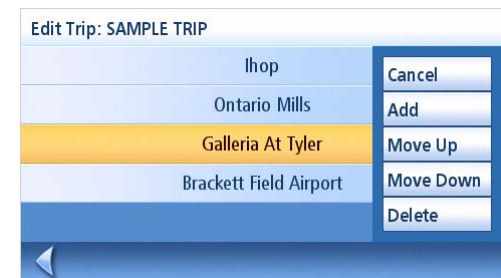 Edit Trip: SAMPLE TRIP
Ihop
Ontario Mills
Galleria At Tyler
Brackett Field Airport
Cancel
Add
Move Up
Move Down
Delete